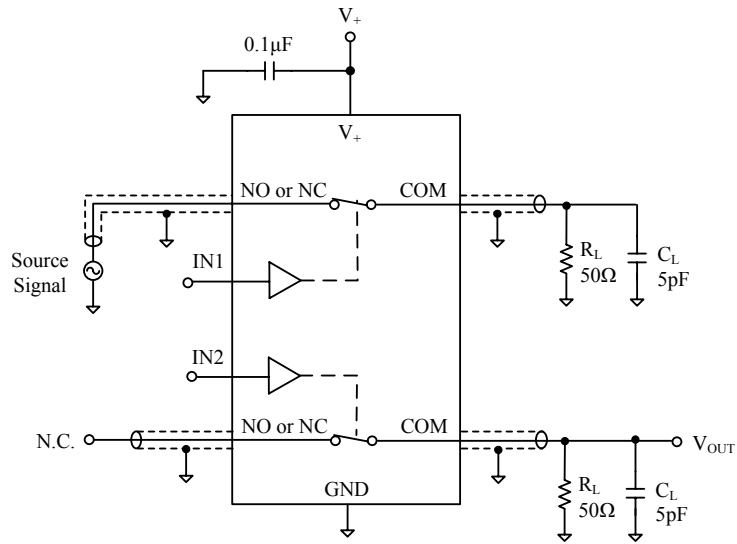 V+
0.1μF
V+
NO or NC
COM
Source
Signal
IN1
RL
50Ω
CL
5pF
IN2
N.C.
NO or NC
COM
VOUT
GND
RL
50Ω
CL
5pF